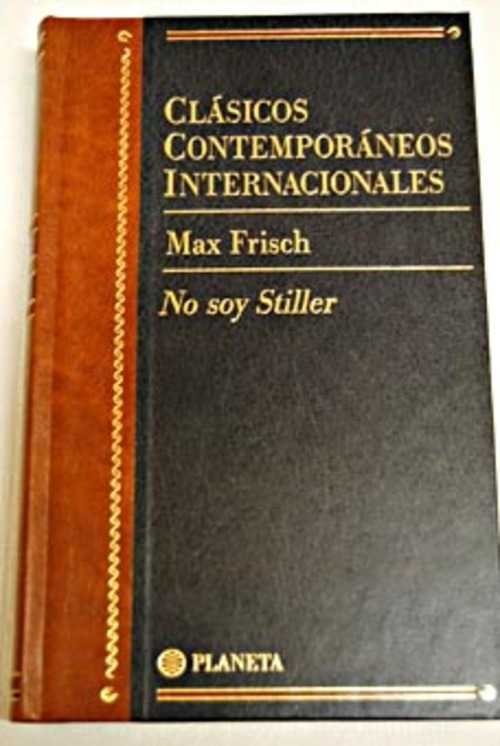 CLÁSICOS
CONTEMPORÁNEOS
INTERNACIONALES
Max Frisch
No soy Stiller
PLANETA